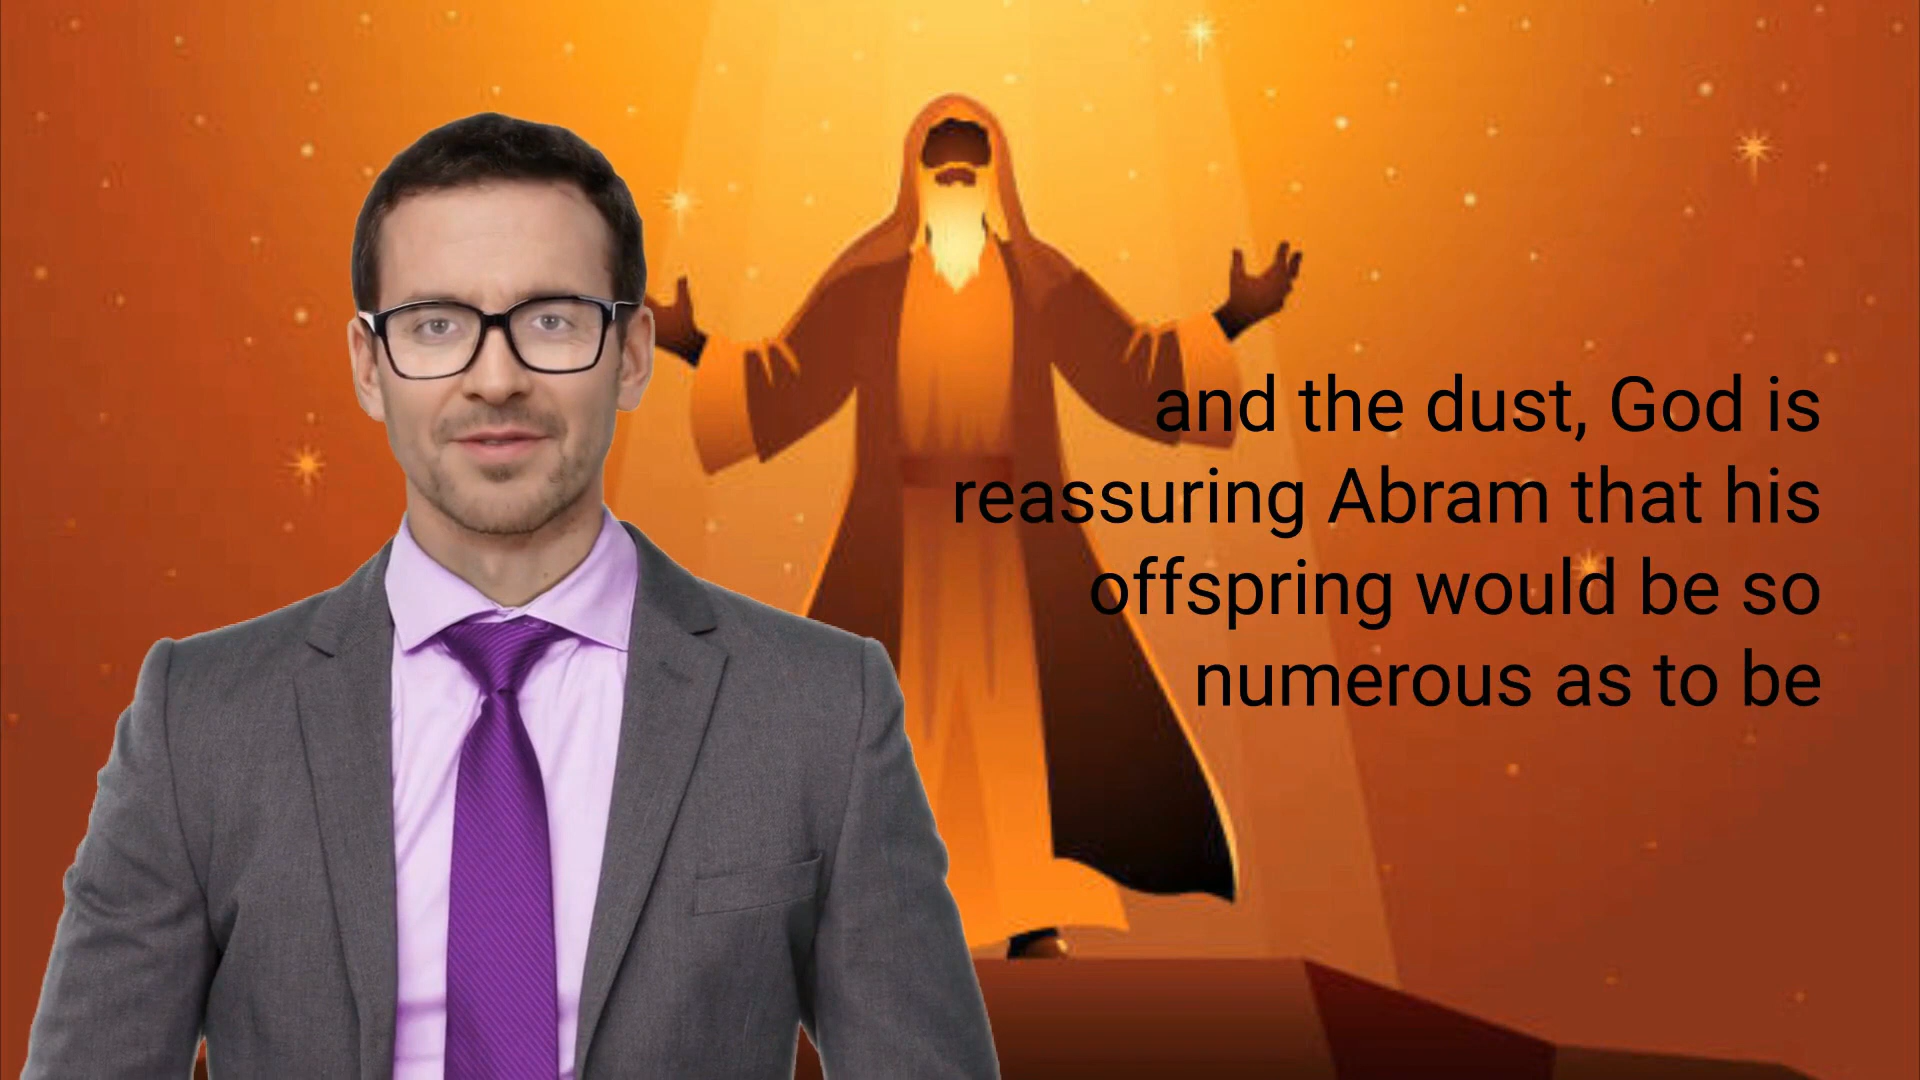 and the dust, God is
reassuring Abram that his
offspring would be so
numerous as to be